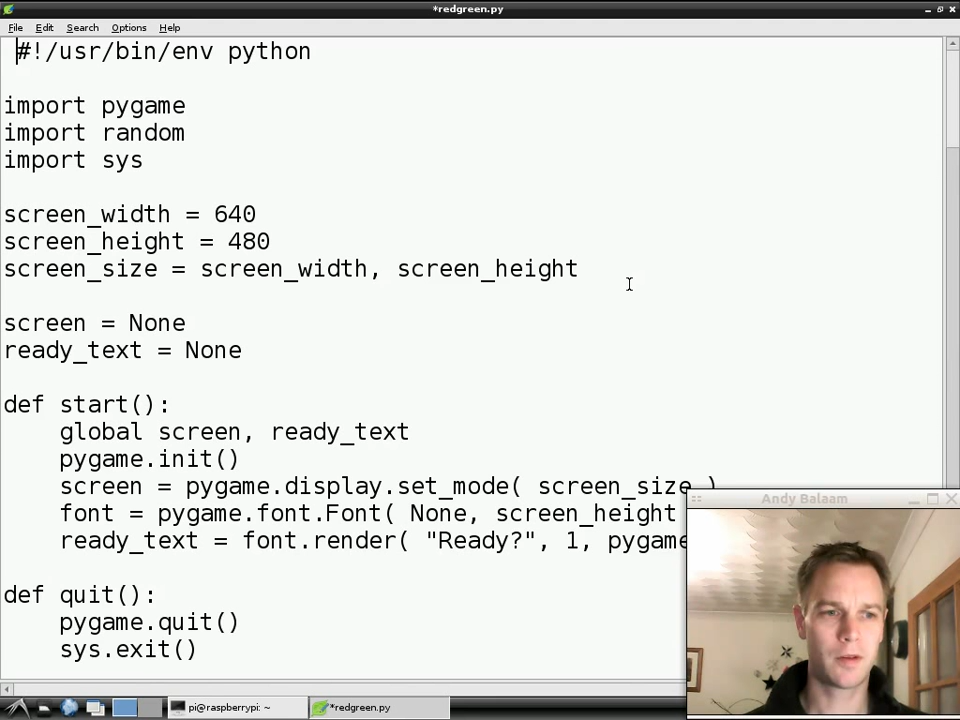 *redgreen.py
File Edit Search Options Help
#!/usr/bin/env python
import pygame
import random
import sys
screen_width = 640
screen_height = 480
screen_size = screen_width, screen_height
screen = None
ready_text = None
def start():
global screen, ready_text
pygame.init()
screen = pygame.display.set_mode( screen_size )
font = pygame.font.Font( None, screen_height
ready_text = font.render( "Ready?", 1, pygame
def quit():
pygame.quit()
sys.exit()
Andy Balaam
pi@raspberrypi: ~
*redgreen.py